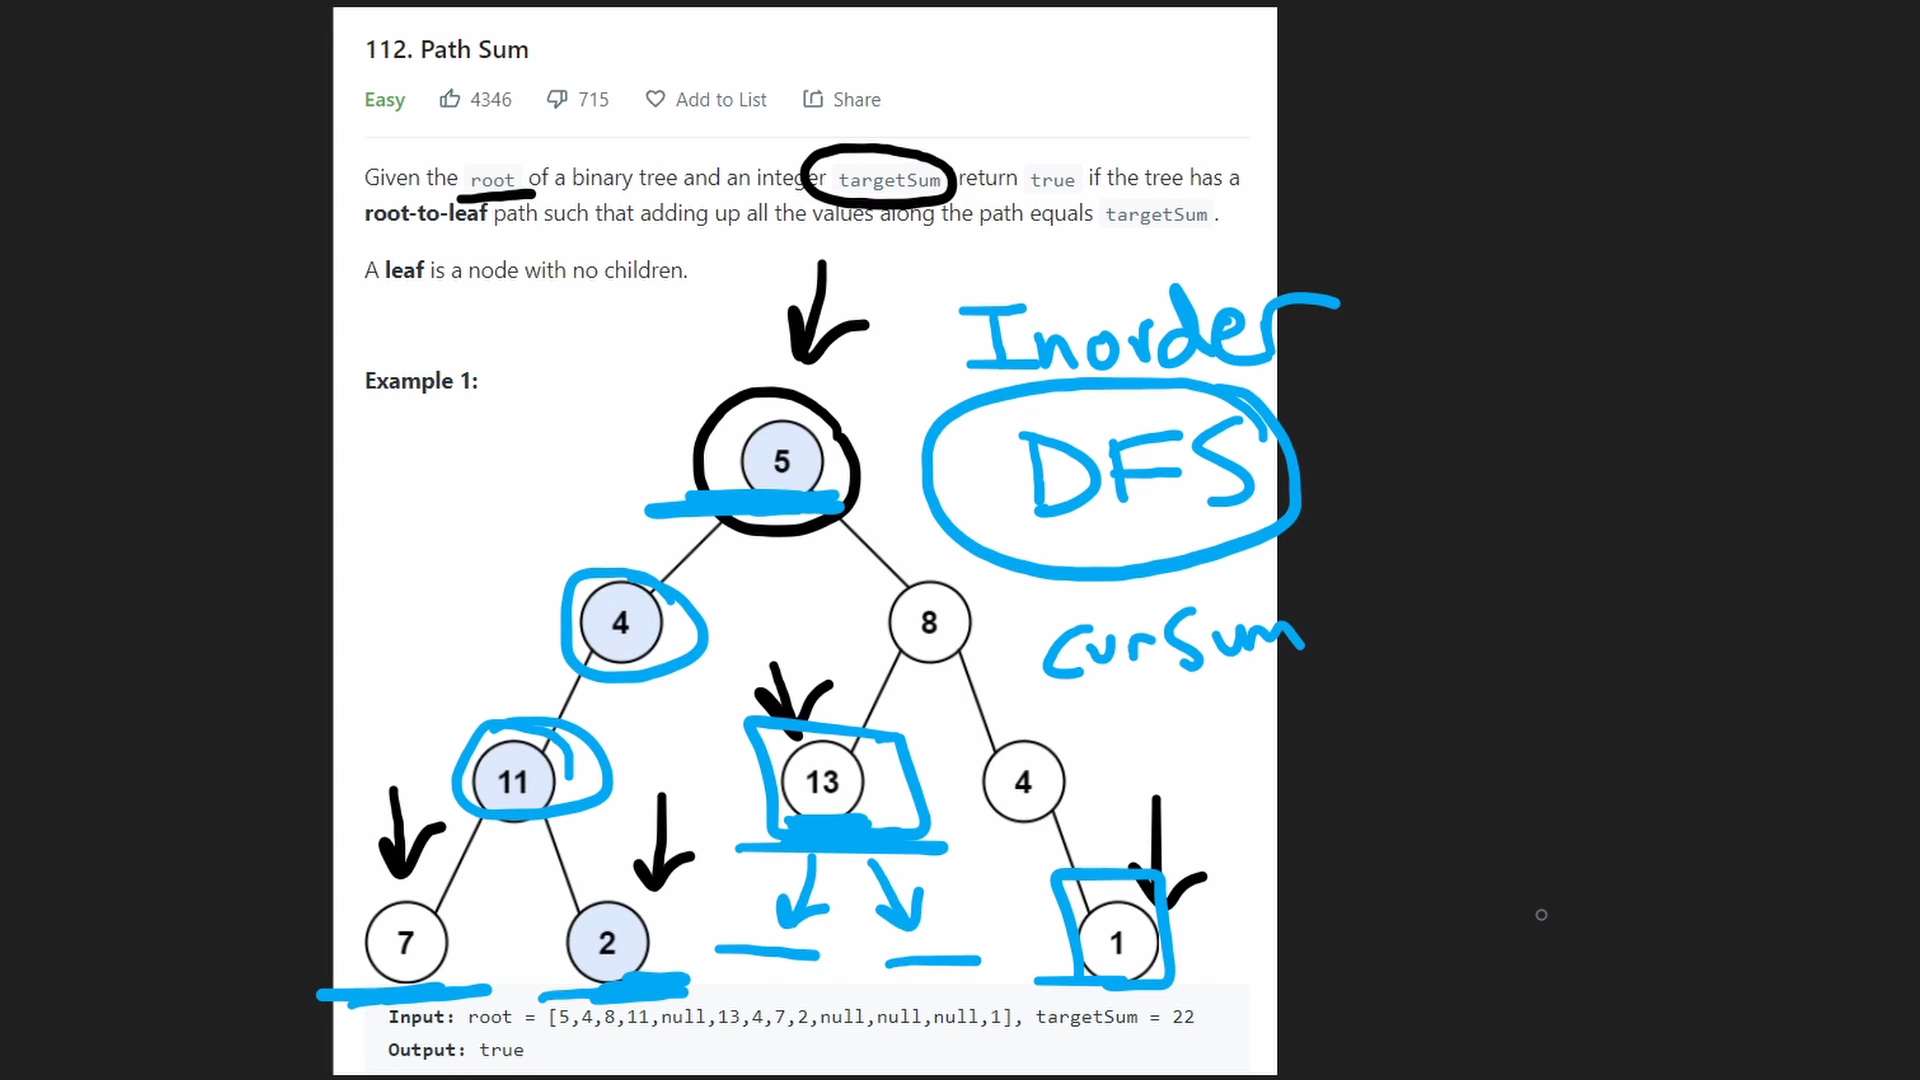 112. Path Sum
Easy 4346 715 Add to List Share
Given the root of a binary tree and an integer targetSum return true if the tree has a
root-to-leaf path such that adding up all the values along the path equals targetSum.
A leaf is a node with no children.
Inorder
Example 1:
DFS
5
4 8
curSum
11 13 4
7 2 1
Input: root = [5,4,8,11,null,13,4,7,2,null,null,null,1], targetSum = 22
Output: true